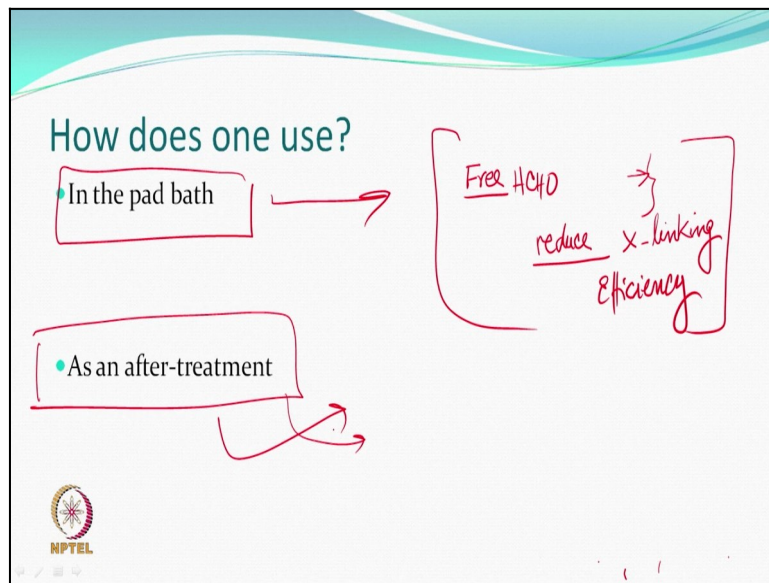 How does one use?
In the pad bath
Free HCHO
reduce X-linking
Efficiency
As an after-treatment
NPTEL